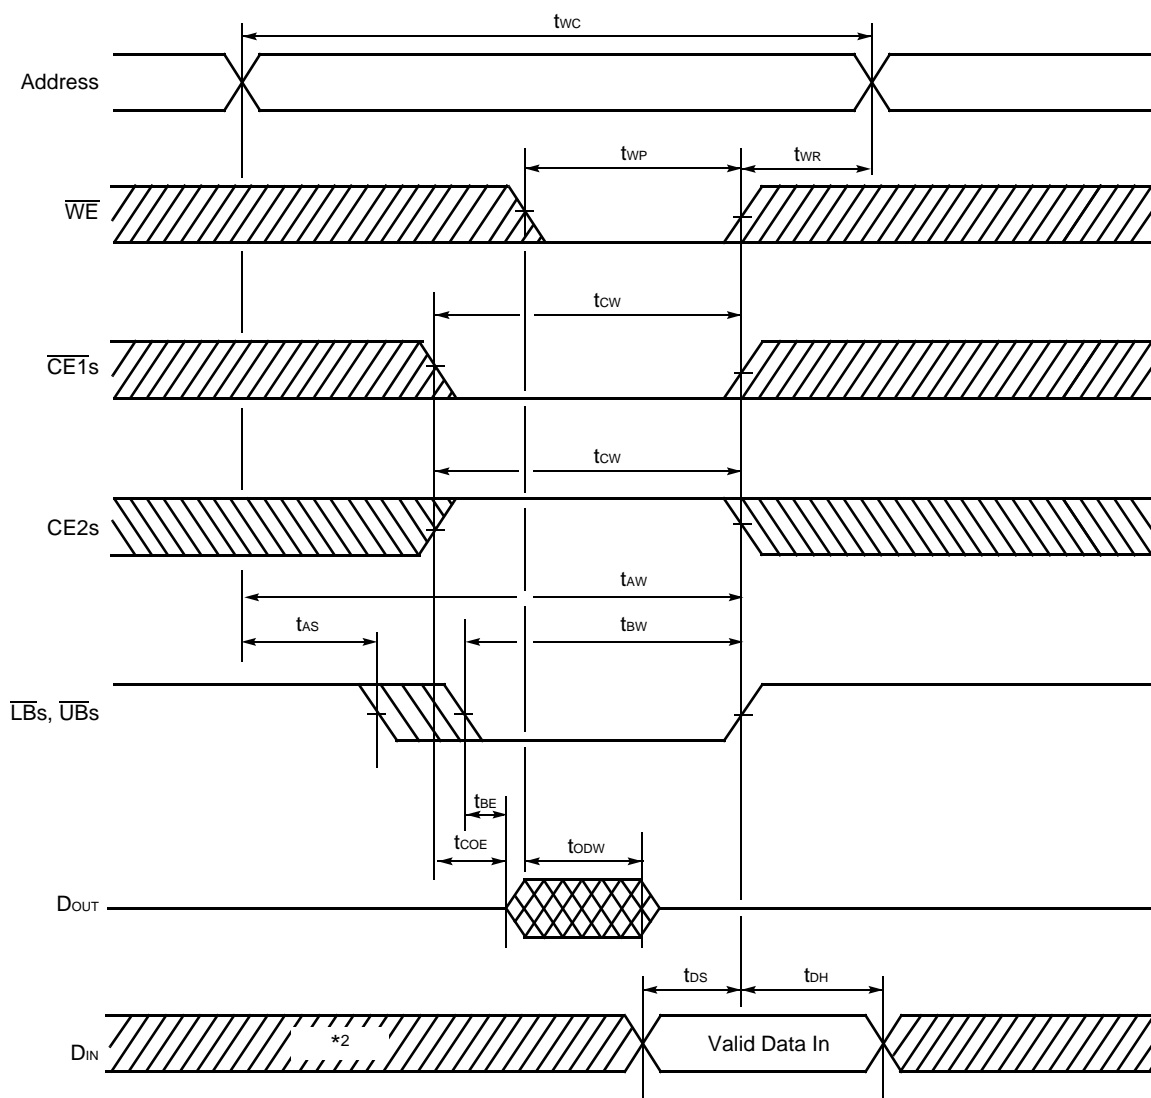 tWC
Address
tWP
tWR
WE
tCW
CE1s
tCW
CE2s
tAW
tAS
tBW
LBs, UBs
tBE
tCOE
tODW
DOUT
tDS
tDH
DIN
*2
Valid Data In